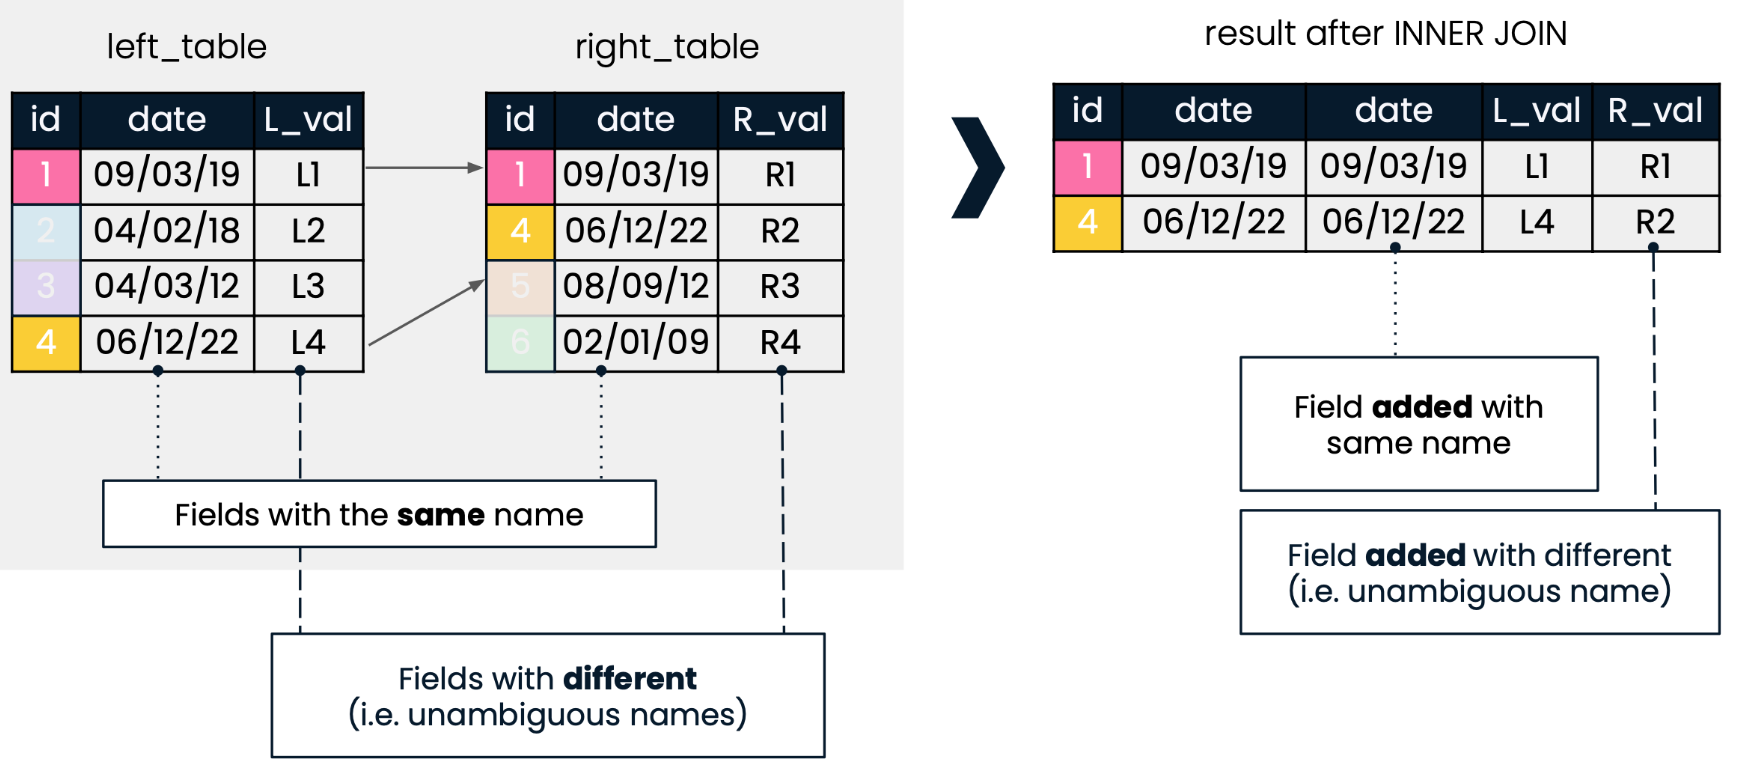 left_table
id date L_val
1 09/03/19 L1
2 04/02/18 L2
3 04/03/12 L3
4 06/12/22 L4
right_table
id date R_val
1 09/03/19 R1
4 06/12/22 R2
5 08/09/12 R3
6 02/01/09 R4
Fields with the same name
Fields with different
(i.e. unambiguous names)
result after INNER JOIN
id date date L_val R_val
1 09/03/19 09/03/19 L1 R1
4 06/12/22 06/12/22 L4 R2
Field added with
same name
Field added with different
(i.e. unambiguous name)